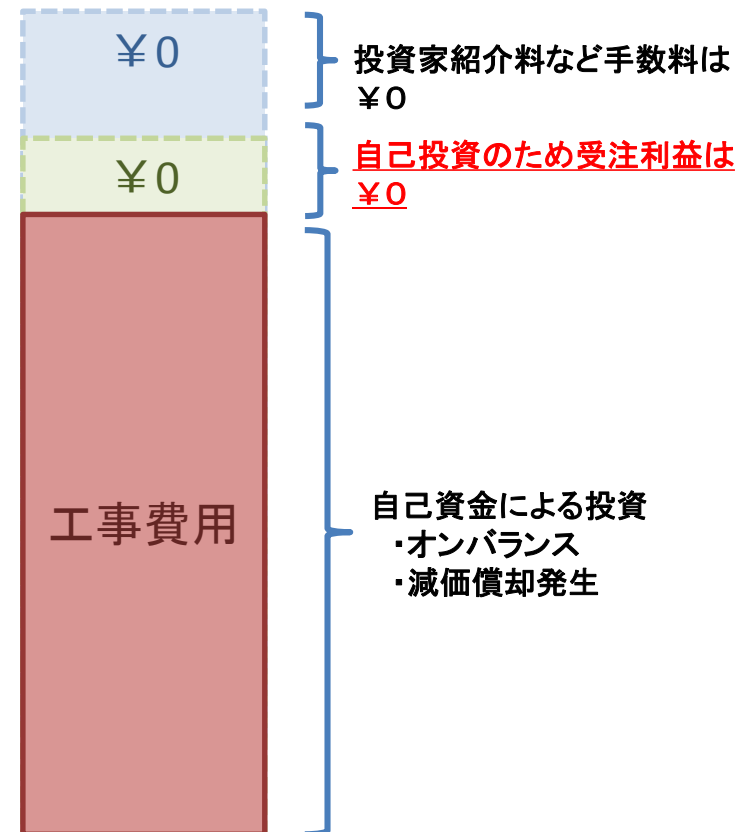 ￥0
投資家紹介料など手数料は
￥0
￥0
自己投資のため受注利益は
￥0
工事費用
自己資金による投資
・オンバランス
・減価償却発生